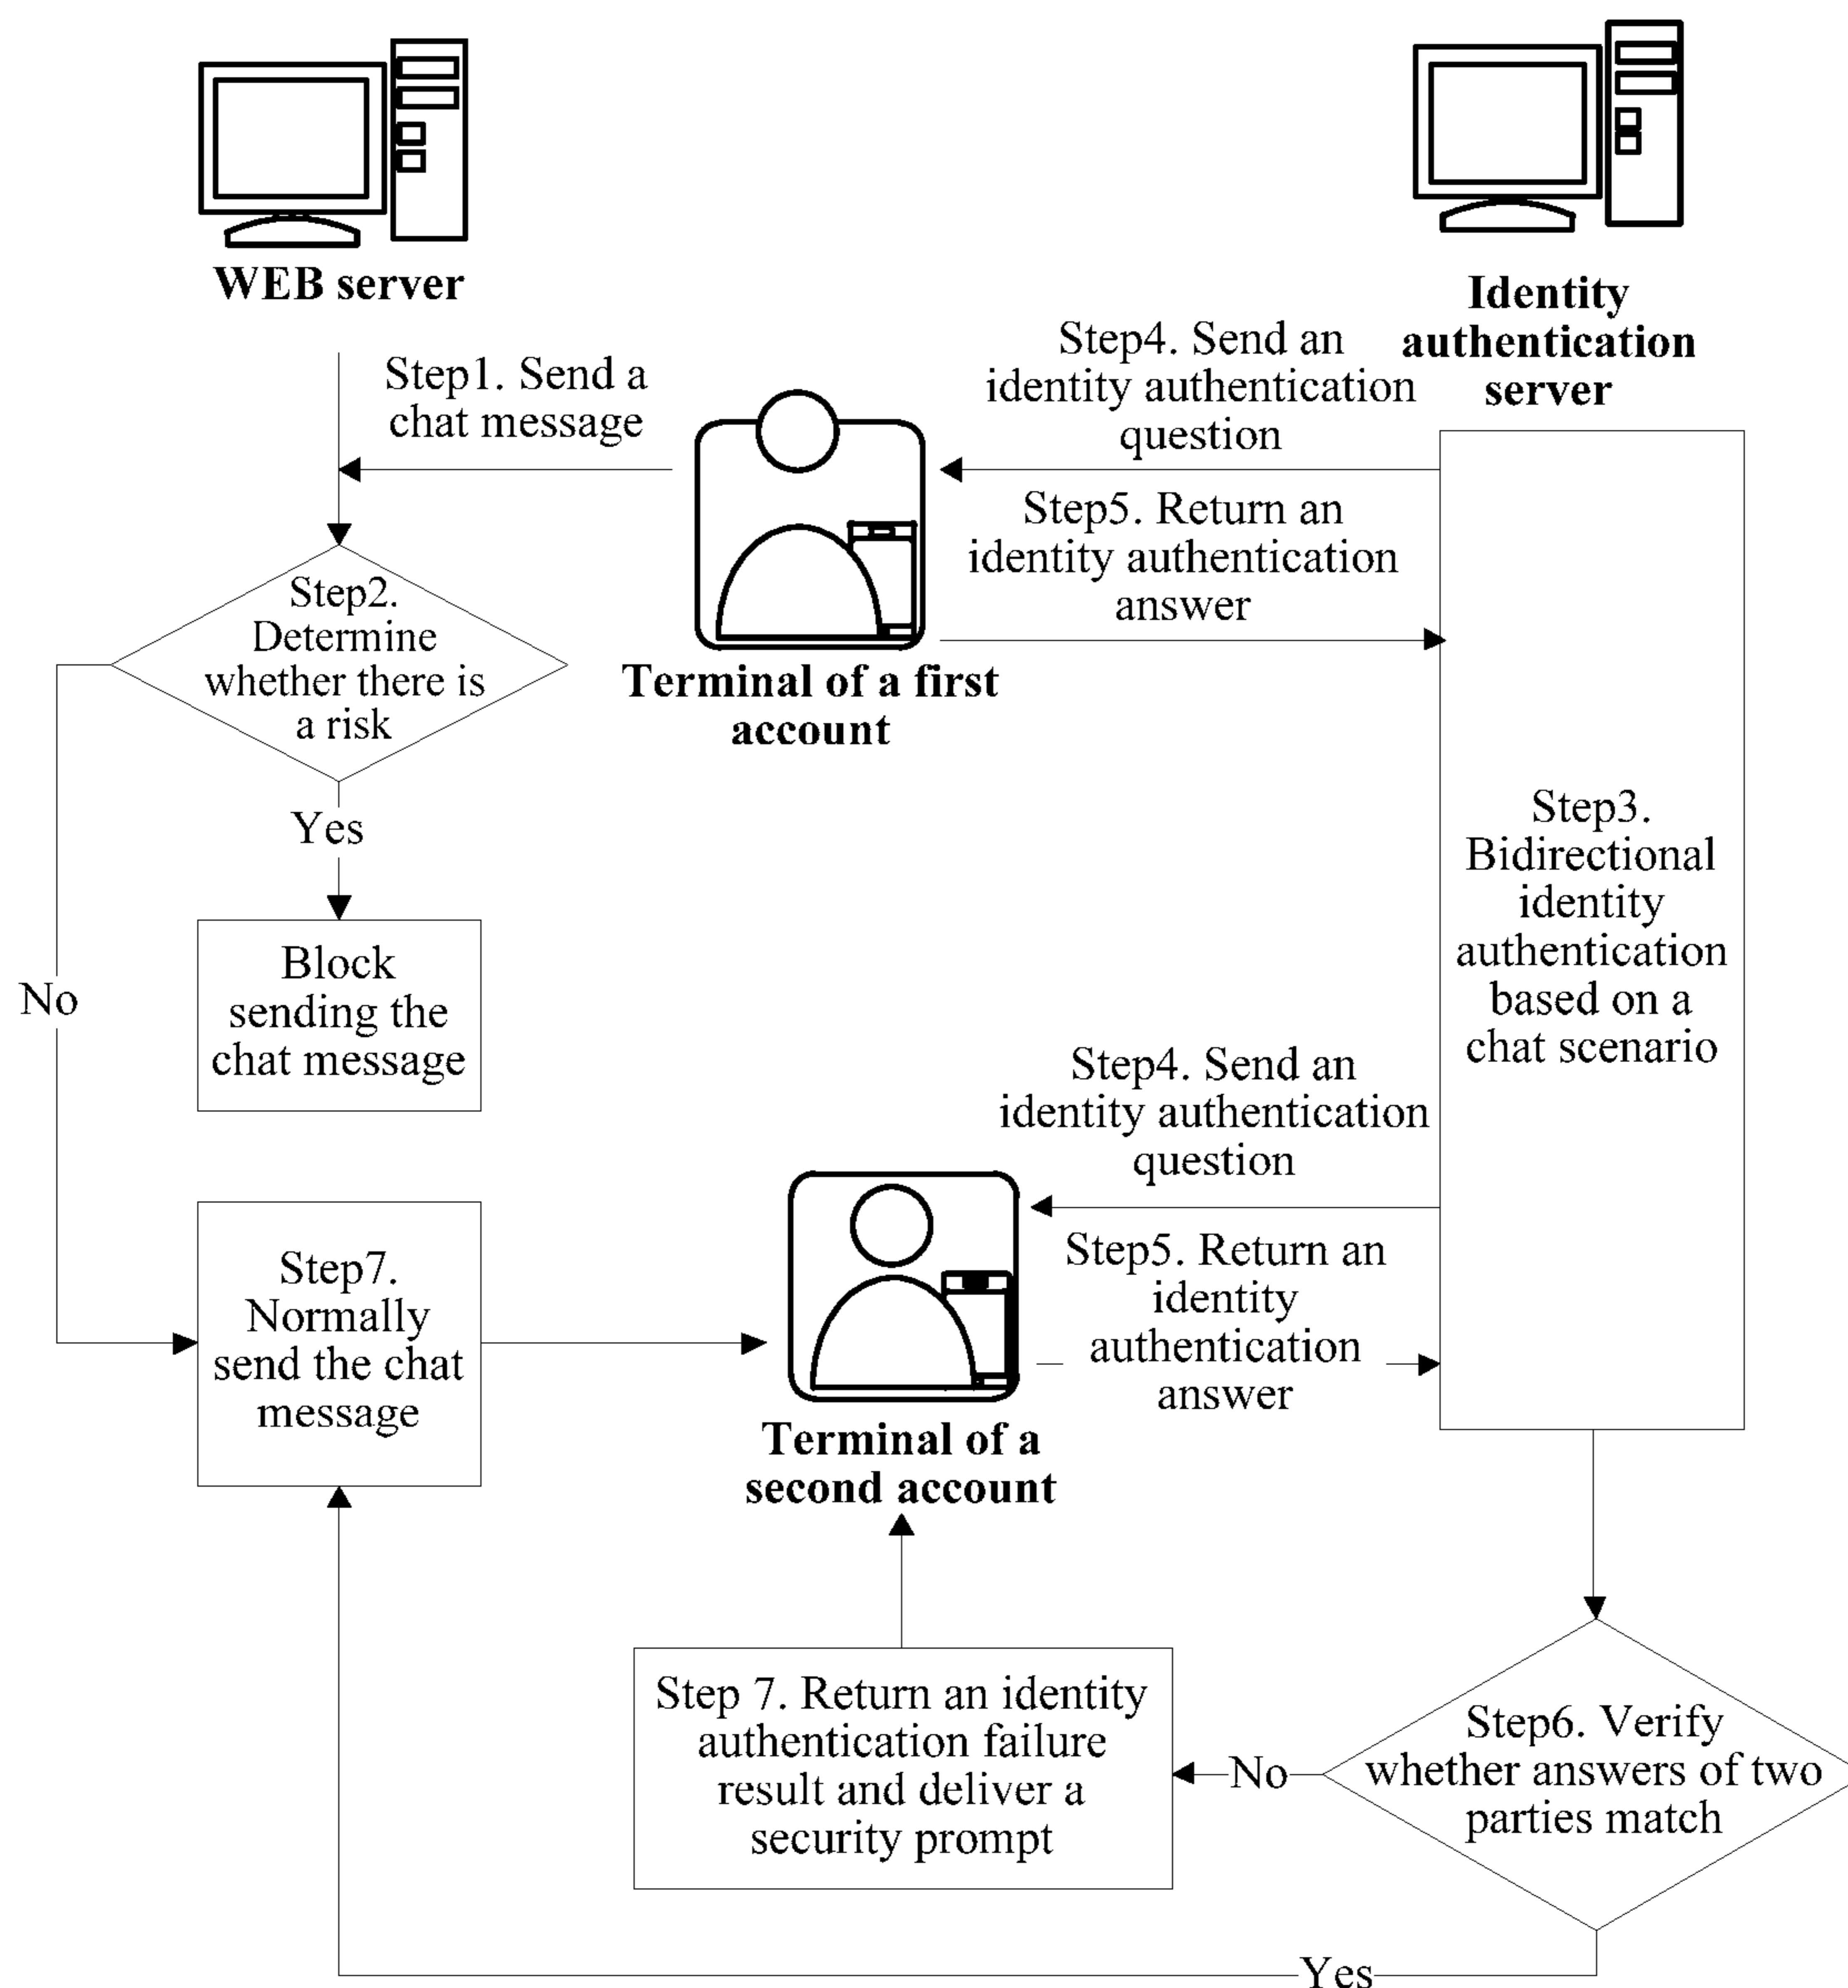 WEB server
Identity
authentication
server
Step1. Send a
chat message
Step4. Send an
identity authentication
question
Step5. Return an
identity authentication
answer
Step2.
Determine
whether there is
a risk
Terminal of a first
account
Yes
No
Block
sending the
chat message
Step3.
Bidirectional
identity
authentication
based on a
chat scenario
Step4. Send an
identity authentication
question
Step5. Return an
identity
authentication
answer
Step7.
Normally
send the chat
message
Terminal of a
second account
Step 7. Return an identity
authentication failure
result and deliver a
security prompt
No
Step6. Verify
whether answers of two
parties match
Yes